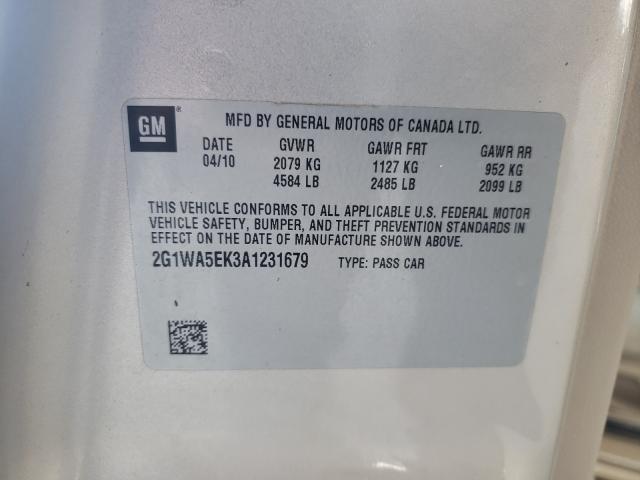 GM ®
MFD BY GENERAL MOTORS OF CANADA LTD.
DATE GVWR GAWR FRT GAWR RR
04/10 2079 KG 1127 KG 952 KG
4584 LB 2485 LB 2099 LB
THIS VEHICLE CONFORMS TO ALL APPLICABLE U.S. FEDERAL MOTOR
VEHICLE SAFETY, BUMPER, AND THEFT PREVENTION STANDARDS IN
EFFECT ON THE DATE OF MANUFACTURE SHOWN ABOVE.
2G1WA5EK3A1231679 TYPE: PASS CAR